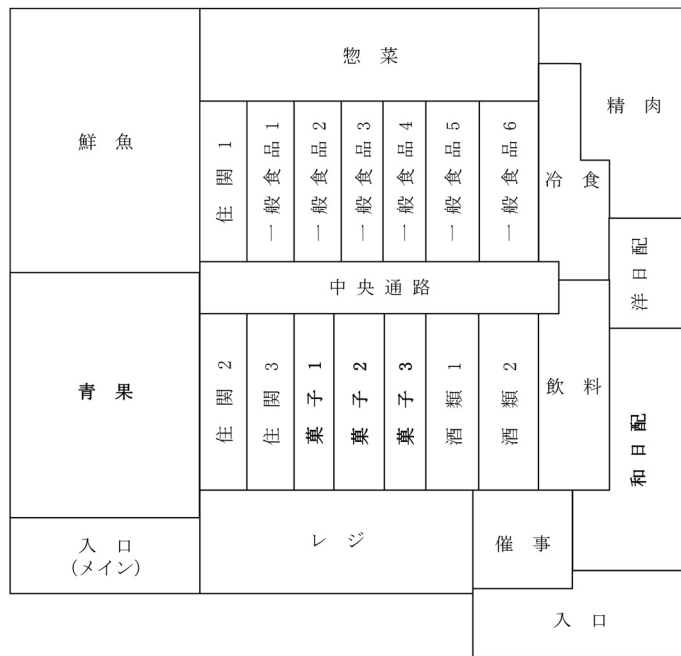 惣菜
鮮魚
精肉
住関1
一般食品1
一般食品2
一般食品3
一般食品4
一般食品5
一般食品6
冷食
洋日配
中央通路
青果
住関2
住関3
菓子1
菓子2
菓子3
酒類1
酒類2
飲料
和日配
入口
(メイン)
レジ
催事
入口